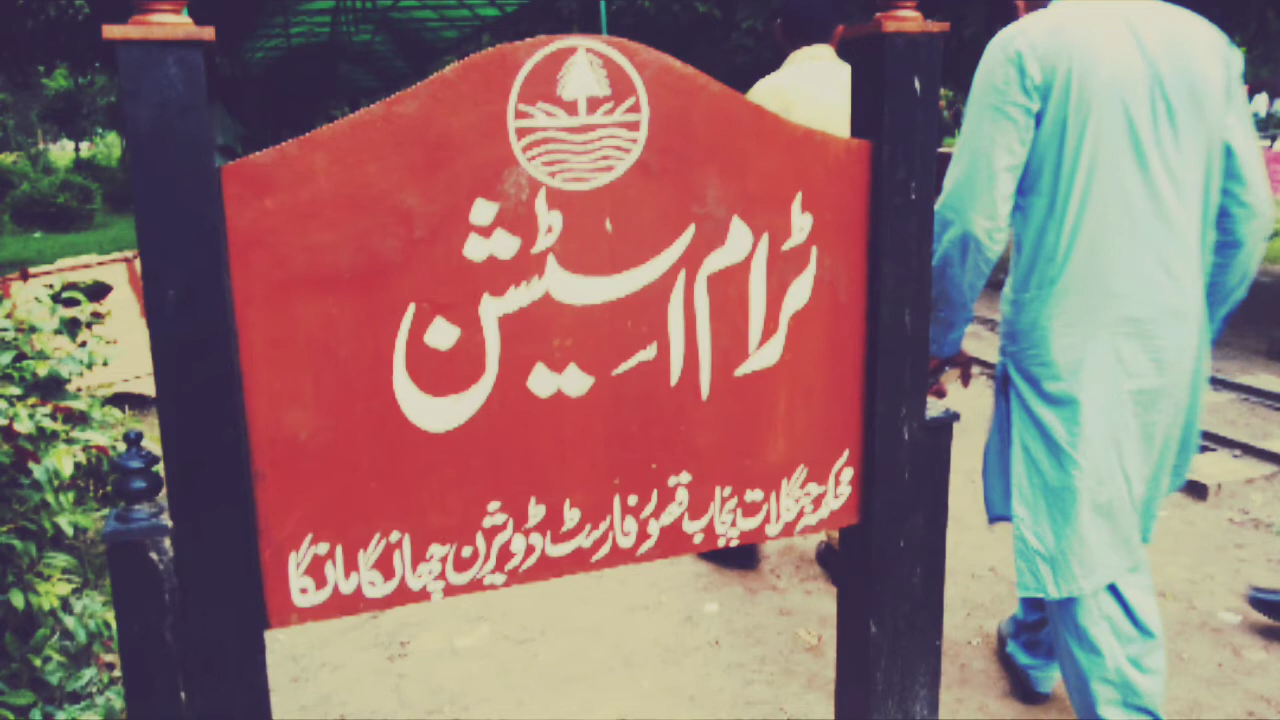 ٹرام اسٹیشن
محکمہ جنگلات پنجاب قصور فارسٹ ڈویژن چھانگا مانگا